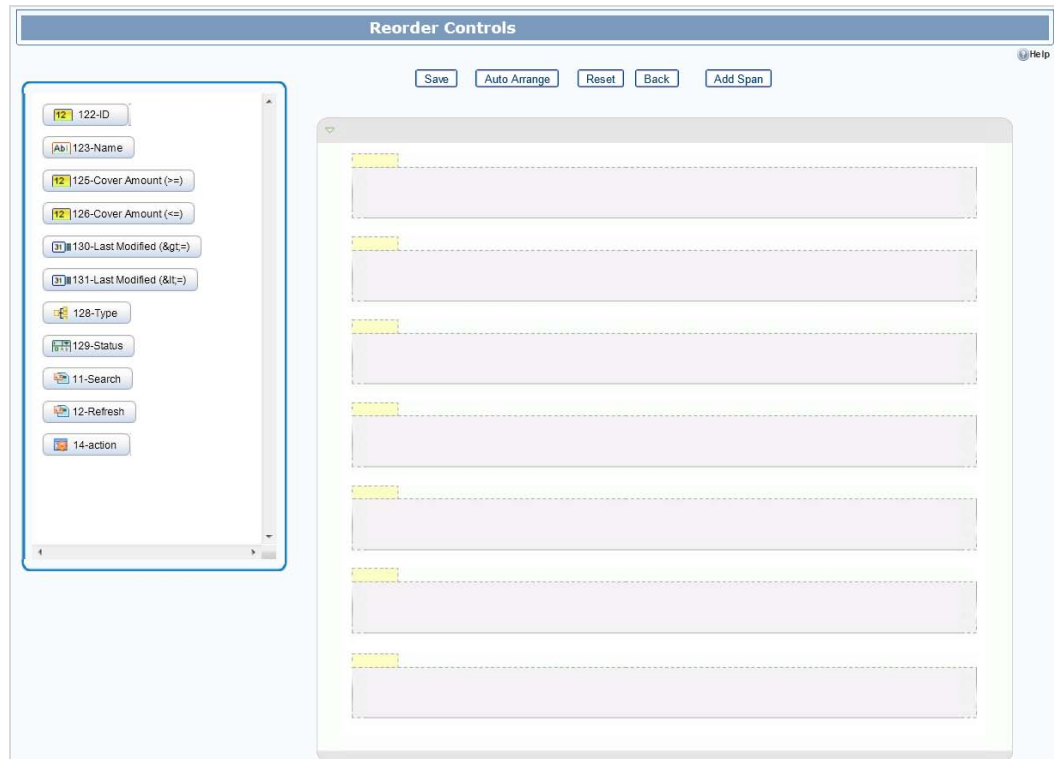 Reorder Controls
Help
Save Auto Arrange Reset Back Add Span
12 122-ID
Ab 123-Name
12 125-Cover Amount (>=)
12 126-Cover Amount (<=)
31 130-Last Modified (&gt;=)
31 131-Last Modified (&lt;=)
128-Type
129-Status
11-Search
12-Refresh
14-action